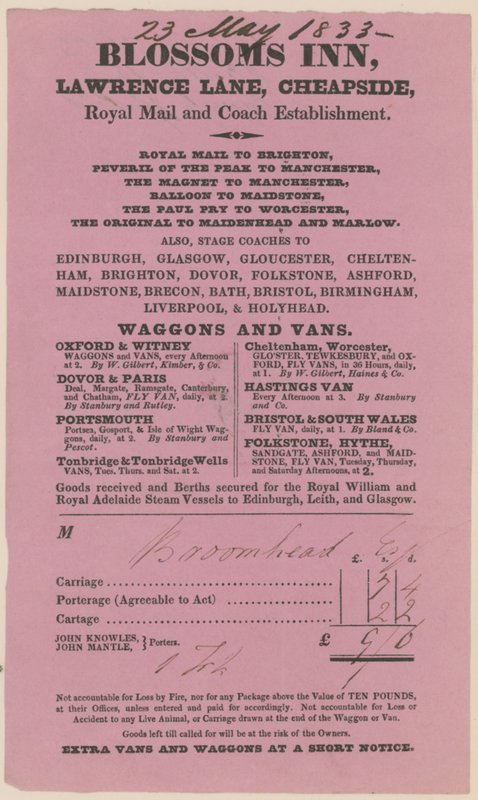 23 May 1833-
BLOSSOMS INN,
LAWRENCE LANE, CHEAPSIDE,
Royal Mail and Coach Establishment.
ROYAL MAIL TO BRIGHTON,
PEVERIL OF THE PEAK TO MANCHESTER,
THE MAGNET TO MANCHESTER,
BALLOON TO MAIDSTONE,
THE PAUL PRY TO WORCESTER,
THE ORIGINAL TO MAIDENHEAD AND MARLOW.
ALSO, STAGE COACHES TO
EDINBURGH, GLASGOW, GLOUCESTER, CHELTEN-
HAM, BRIGHTON, DOVOR, FOLKSTONE, ASHFORD,
MAIDSTONE, BRECON, BATH, BRISTOL, BIRMINGHAM,
LIVERPOOL, & HOLYHEAD.
WAGGONS AND VANS.
OXFORD & WITNEY
WAGGONS and VANS, every Afternoon
at 2. By W. Gilbert, Kimber, & Co.
DOVOR & PARIS
Deal, Margate, Ramsgate, Canterbury,
and Chatham, FLY VAN, daily, at 2.
By Stanbury and Rutley.
PORTSMOUTH
Portsea, Gosport, & Isle of Wight Wag-
gons, daily, at 2. By Stanbury and
Pescot.
Tonbridge & Tonbridge Wells
VANS, Tues. Thurs. and Sat. at 2.
Cheltenham, Worcester,
GLO'STER, TEWKESBURY, and OX-
FORD, FLY VANS, in 36 Hours, daily,
at 1. By W. Gilbert, Haines & Co.
HASTINGS VAN
Every Afternoon at 3. By Stanbury
and Co.
BRISTOL & SOUTH WALES
FLY VAN, daily, at 1. By Bland & Co.
FOLKSTONE, HYTHE,
SANDGATE, ASHFORD, and MAID-
STONE, FLY VAN, Tuesday, Thursday,
and Saturday Afternoons, at 2.
Goods received and Berths secured for the Royal William and
Royal Adelaide Steam Vessels to Edinburgh, Leith, and Glasgow.
M Broomhead Esq
£. s. d.
Carriage 7 4
Porterage (Agreeable to Act)
Cartage 2 2
JOHN KNOWLES, } Porters. £ 9/6
JOHN MANTLE, }
Not accountable for Loss by Fire, nor for any Package above the Value of TEN POUNDS,
at their Offices, unless entered and paid for accordingly. Not accountable for Loss or
Accident to any Live Animal, or Carriage drawn at the end of the Waggon or Van.
Goods left till called for will be at the risk of the Owners.
EXTRA VANS AND WAGGONS AT A SHORT NOTICE.